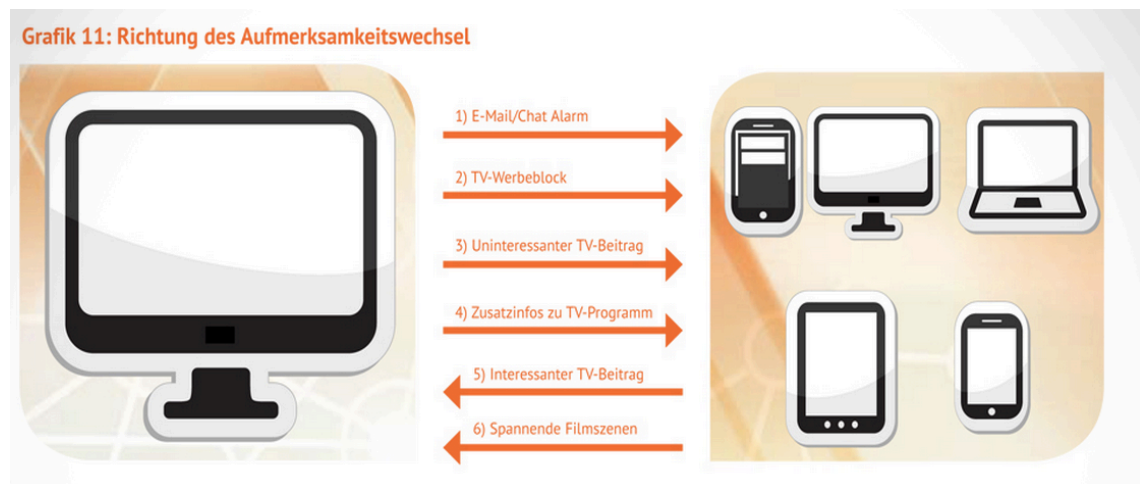 Grafik 11: Richtung des Aufmerksamkeitswechsel
1) E-Mail/Chat Alarm
2) TV-Werbeblock
3) Uninteressanter TV-Beitrag
4) Zusatzinfos zu TV-Programm
5) Interessanter TV-Beitrag
6) Spannende Filmszenen